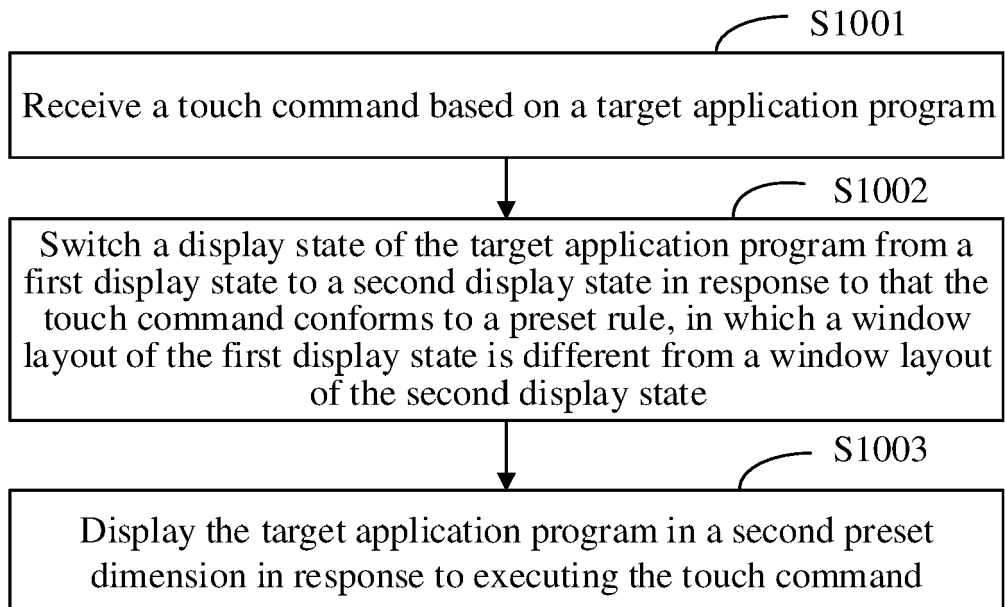 S1001
Receive a touch command based on a target application program
S1002
Switch a display state of the target application program from a
first display state to a second display state in response to that the
touch command conforms to a preset rule, in which a window
layout of the first display state is different from a window layout
of the second display state
S1003
Display the target application program in a second preset
dimension in response to executing the touch command